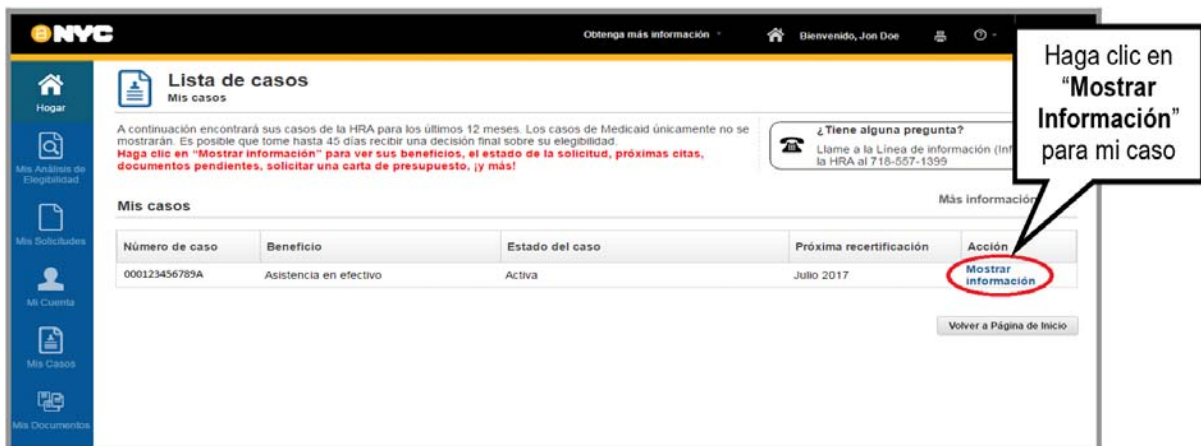 NYC
Obtenga más información
Bienvenido, Jon Doe
Hogar
Mis Análisis de
Elegibilidad
Mis Solicitudes
Mi Cuenta
Mis Casos
Mis Documentos
Lista de casos
Mis casos
A continuación encontrará sus casos de la HRA para los últimos 12 meses. Los casos de Medicaid únicamente no se
mostrarán. Es posible que tome hasta 45 días recibir una decisión final sobre su elegibilidad.
Haga clic en “Mostrar información” para ver sus beneficios, el estado de la solicitud, próximas citas,
documentos pendientes, solicitar una carta de presupuesto, ¡y más!
¿Tiene alguna pregunta?
Llame a la Línea de información (Inf
la HRA al 718-557-1399
Haga clic en
“Mostrar
Información”
para mi caso
Mis casos
Más información
Número de caso Beneficio Estado del caso Próxima recertificación Acción
000123456789A Asistencia en efectivo Activa Julio 2017 Mostrar
información
Volver a Página de Inicio